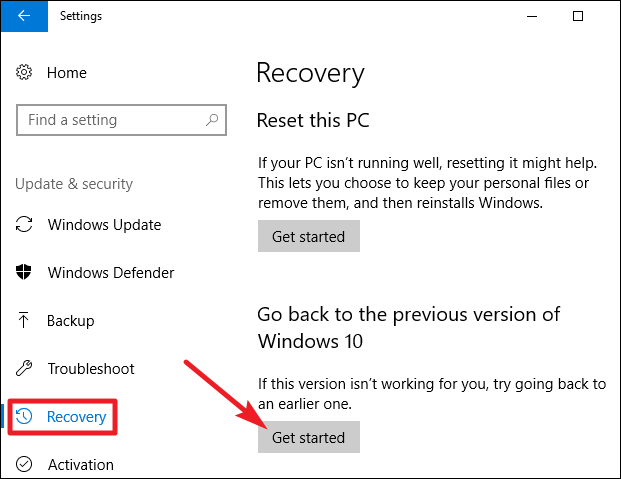 Settings
Home
Find a setting
Update & security
Windows Update
Windows Defender
Backup
Troubleshoot
Recovery
Activation
Recovery
Reset this PC
If your PC isn't running well, resetting it might help.
This lets you choose to keep your personal files or
remove them, and then reinstalls Windows.
Get started
Go back to the previous version of
Windows 10
If this version isn't working for you, try going back to
an earlier one.
Get started